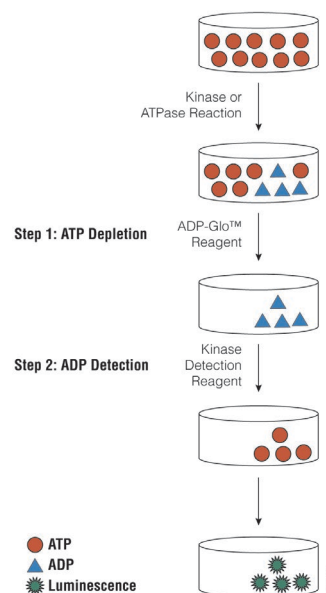 Kinase or
ATPase Reaction
Step 1: ATP Depletion
ADP-Glo™
Reagent
Step 2: ADP Detection
Kinase
Detection
Reagent
ATP
ADP
Luminescence